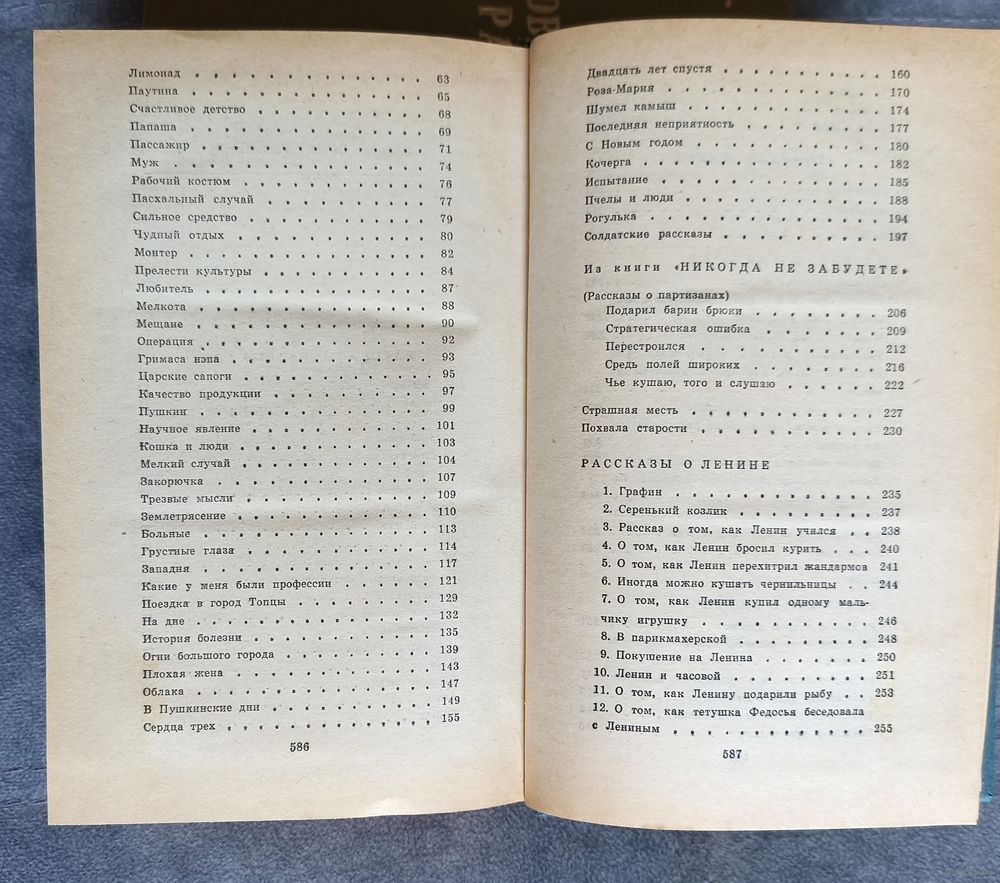 ОВ
РА
Лимонад . . . . . . . . . . . . . 63
Паутина . . . . . . . . . . . . . 65
Счастливое детство . . . . . . . . . . 68
Папаша . . . . . . . . . . . . . 69
Пассажир . . . . . . . . . . . . . 71
Муж . . . . . . . . . . . . . . 74
Рабочий костюм . . . . . . . . . . . 76
Пасхальный случай . . . . . . . . . . 77
Сильное средство . . . . . . . . . . 79
Чудный отдых . . . . . . . . . . . 80
Монтер . . . . . . . . . . . . . 82
Прелести культуры . . . . . . . . . . 84
Любитель . . . . . . . . . . . . . 87
Мелкота . . . . . . . . . . . . . 88
Мещане . . . . . . . . . . . . . 90
Операция . . . . . . . . . . . . . 92
Гримаса нэпа . . . . . . . . . . . . 93
Царские сапоги . . . . . . . . . . . 95
Качество продукции . . . . . . . . . . 97
Пушкин . . . . . . . . . . . . . 99
Научное явление . . . . . . . . . . . 101
Кошка и люди . . . . . . . . . . . 103
Мелкий случай . . . . . . . . . . . 104
Закорючка . . . . . . . . . . . . 107
Трезвые мысли . . . . . . . . . . . 109
Землетрясение . . . . . . . . . . . 110
Больные . . . . . . . . . . . . . 113
Грустные глаза . . . . . . . . . . . 114
Западня . . . . . . . . . . . . . 117
Какие у меня были профессии . . . . . . 121
Поездка в город Топцы . . . . . . . . . 129
На дне . . . . . . . . . . . . . 132
История болезни . . . . . . . . . . . 135
Огни большого города . . . . . . . . . 139
Плохая жена . . . . . . . . . . . . 143
Облака . . . . . . . . . . . . . 147
В Пушкинские дни . . . . . . . . . . 149
Сердца трех . . . . . . . . . . . . 155
586
Двадцать лет спустя . . . . . . . . . . 160
Роза-Мария . . . . . . . . . . . . 170
Шумел камыш . . . . . . . . . . . 174
Последняя неприятность . . . . . . . . 177
С Новым годом . . . . . . . . . . . 180
Кочерга . . . . . . . . . . . . . 182
Испытание . . . . . . . . . . . . 185
Пчелы и люди . . . . . . . . . . . 188
Рогулька . . . . . . . . . . . . . 194
Солдатские рассказы . . . . . . . . . 197
Из книги «НИКОГДА НЕ ЗАБУДЕТЕ»
(Рассказы о партизанах)
Подарил барин брюки . . . . . . . . 206
Стратегическая ошибка . . . . . . . . 209
Перестроился . . . . . . . . . . . 212
Средь полей широких . . . . . . . . 216
Чье кушаю, того и слушаю . . . . . . 222
Страшная месть . . . . . . . . . . . 227
Похвала старости . . . . . . . . . . 230
РАССКАЗЫ О ЛЕНИНЕ
1. Графин . . . . . . . . . . . . 235
2. Серенький козлик . . . . . . . . . 237
3. Рассказ о том, как Ленин учился . . 238
4. О том, как Ленин бросил курить . . . 240
5. О том, как Ленин перехитрил жандармов 241
6. Иногда можно кушать чернильницы . . 244
7. О том, как Ленин купил одному маль-
чику игрушку . . . . . . . . . . . 246
8. В парикмахерской . . . . . . . . . 248
9. Покушение на Ленина . . . . . . . 250
10. Ленин и часовой . . . . . . . . . 251
11. О том, как Ленину подарили рыбу . . 253
12. О том, как тетушка Федосья беседовала
с Лениным . . . . . . . . . . . . 255
587